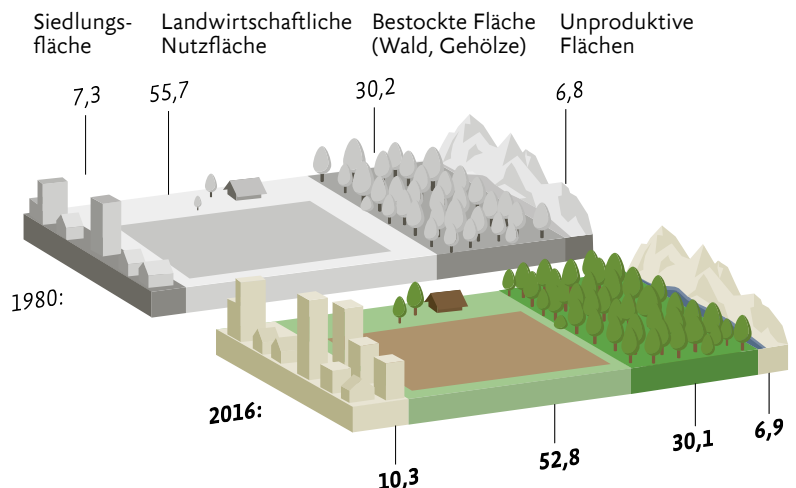 Siedlungs-
fläche
Landwirtschaftliche
Nutzfläche
Bestockte Fläche
(Wald, Gehölze)
Unproduktive
Flächen
7,3
55,7
30,2
6,8
1980:
2016:
10,3
52,8
30,1
6,9